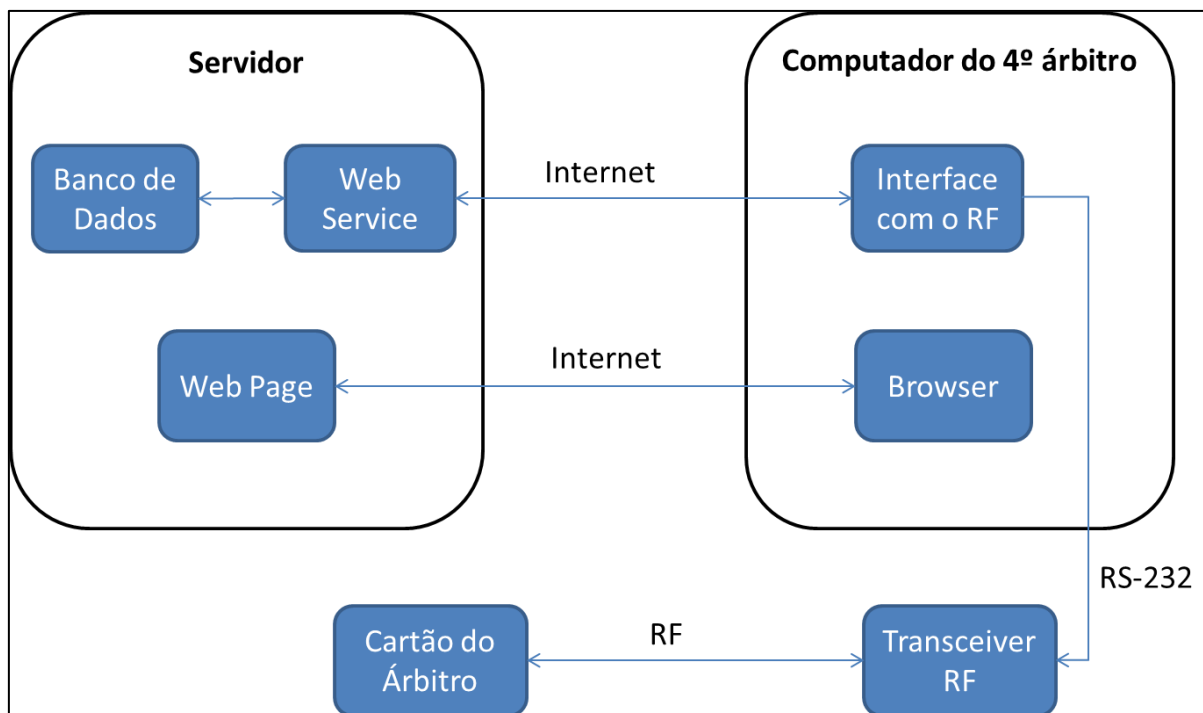 Servidor
Computador do 4º árbitro
Banco de
Dados
Web
Service
Internet
Interface
com o RF
Web Page
Internet
Browser
RS-232
Cartão do
Árbitro
RF
Transceiver
RF